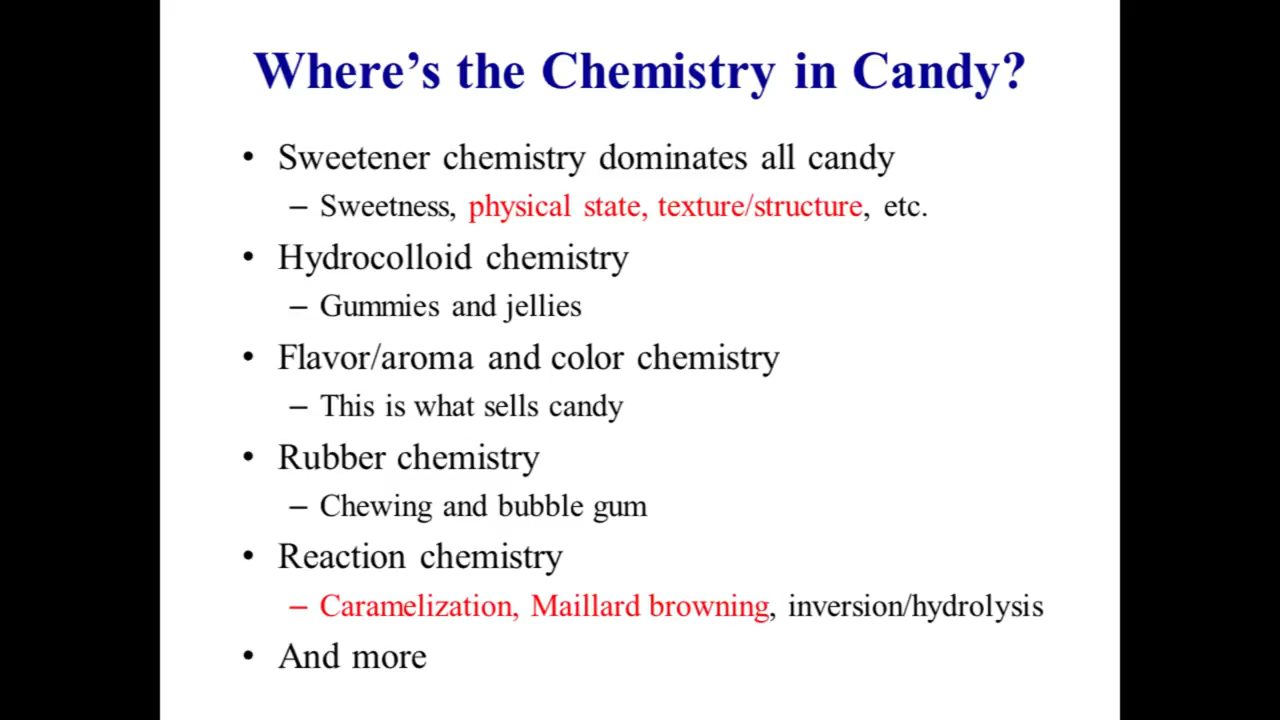 Where's the Chemistry in Candy?
• Sweetener chemistry dominates all candy
– Sweetness, physical state, texture/structure, etc.
• Hydrocolloid chemistry
– Gummies and jellies
• Flavor/aroma and color chemistry
– This is what sells candy
• Rubber chemistry
– Chewing and bubble gum
• Reaction chemistry
– Caramelization, Maillard browning, inversion/hydrolysis
• And more